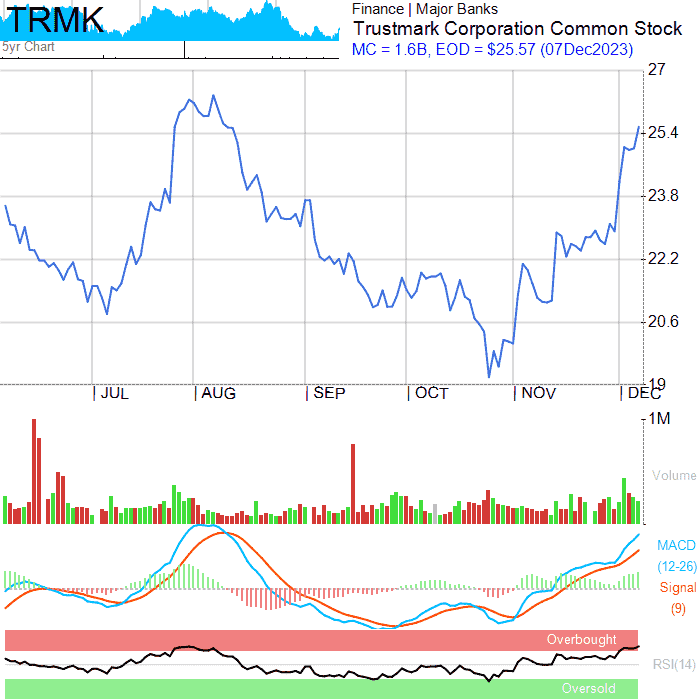 TRMK
5yr Chart
Finance | Major Banks
Trustmark Corporation Common Stock
MC = 1.6B, EOD = $25.57 (07Dec2023)
27
25.4
23.8
22.2
20.6
19
JUL AUG SEP OCT NOV DEC
1M
Volume
MACD
(12-26)
Signal
(9)
Overbought
RSI(14)
Oversold